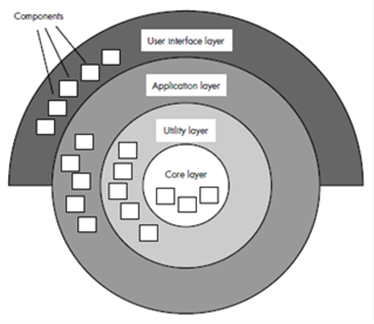 Components
User interface layer
Application layer
Utility layer
Core layer